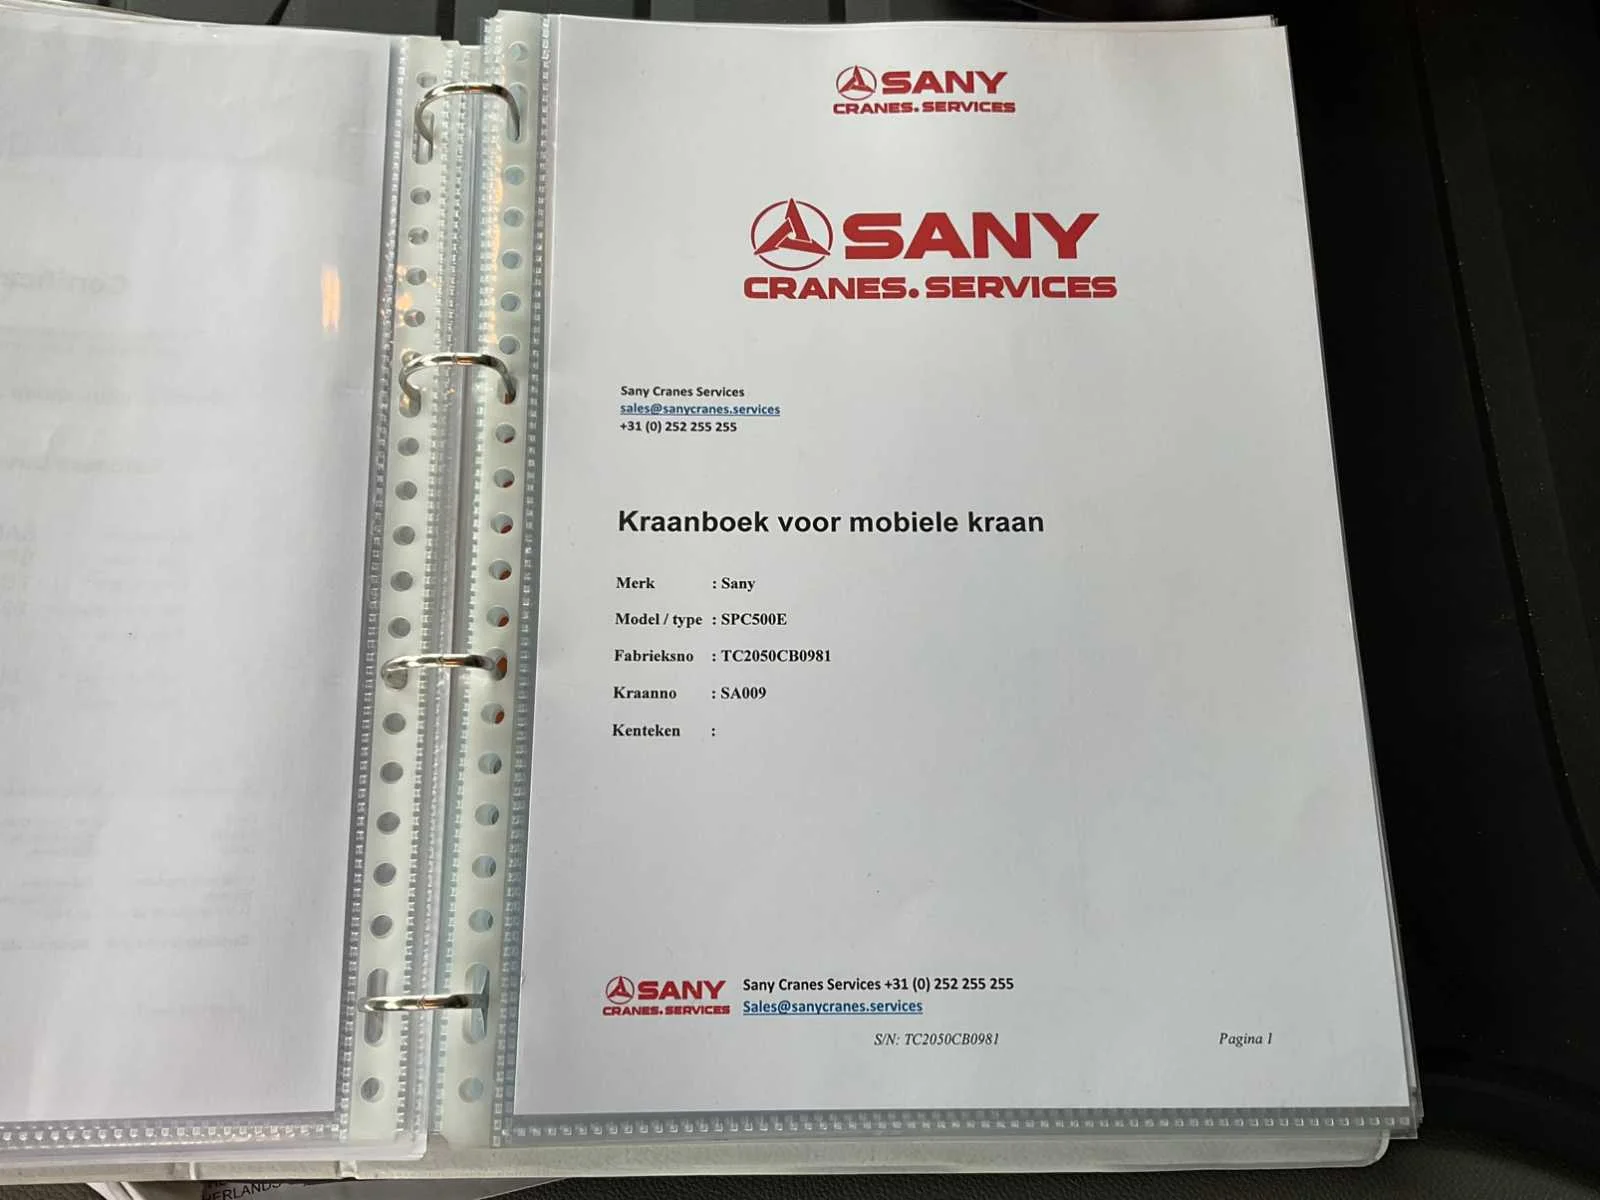 SANY
CRANES.SERVICES
SANY
CRANES.SERVICES
Sany Cranes Services
sales@sanycranes.services
+31 (0) 252 255 255
Kraanboek voor mobiele kraan
Merk : Sany
Model / type : SPC500E
Fabrieksno : TC2050CB0981
Kraanno : SA009
Kenteken :
SANY
CRANES.SERVICES
Sany Cranes Services +31 (0) 252 255 255
Sales@sanycranes.services
S/N: TC2050CB0981 Pagina 1